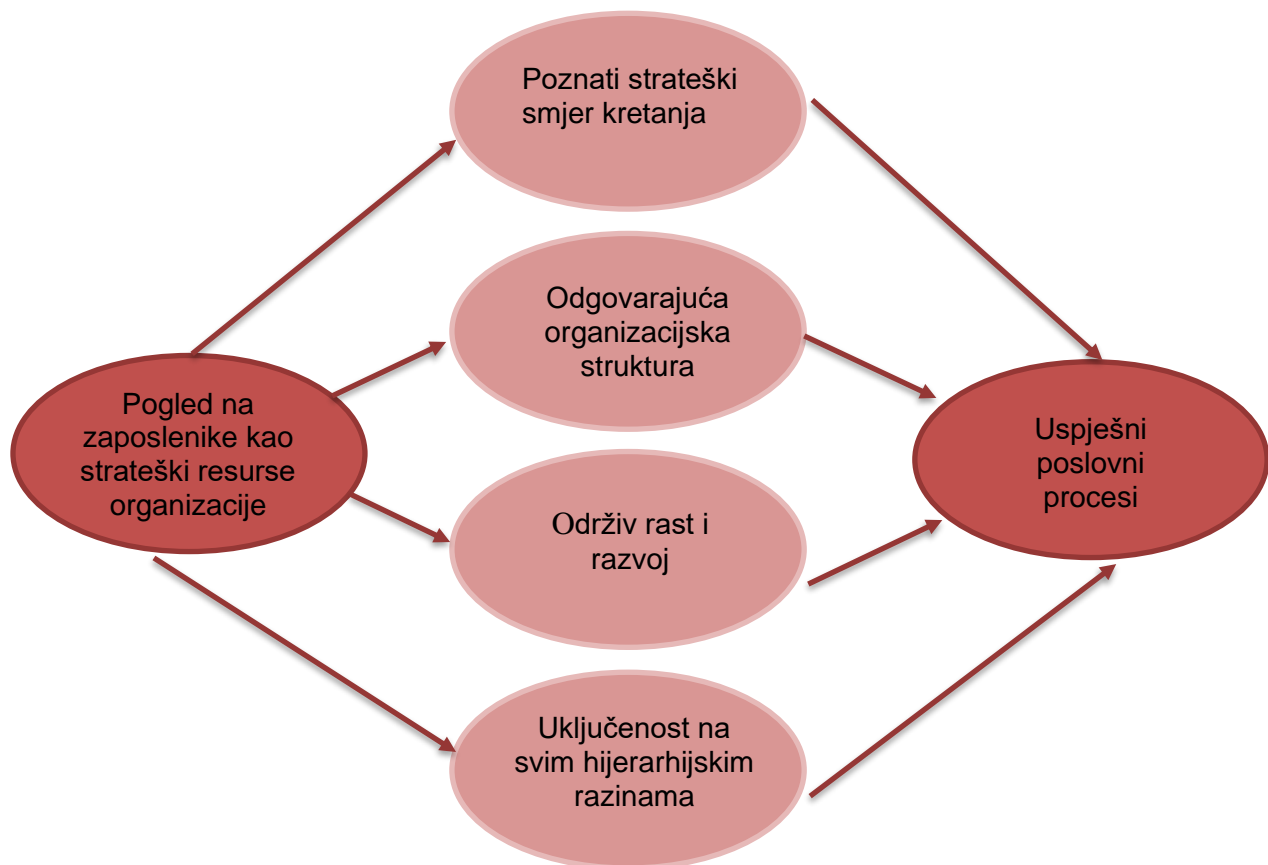 Poznati strateški
smjer kretanja
Odgovarajuća
organizacijska
struktura
Pogled na
zaposlenike kao
strateški resurse
organizacije
Uspješni
poslovni
procesi
Održiv rast i
razvoj
Uključenost na
svim hijerarhijskim
razinama